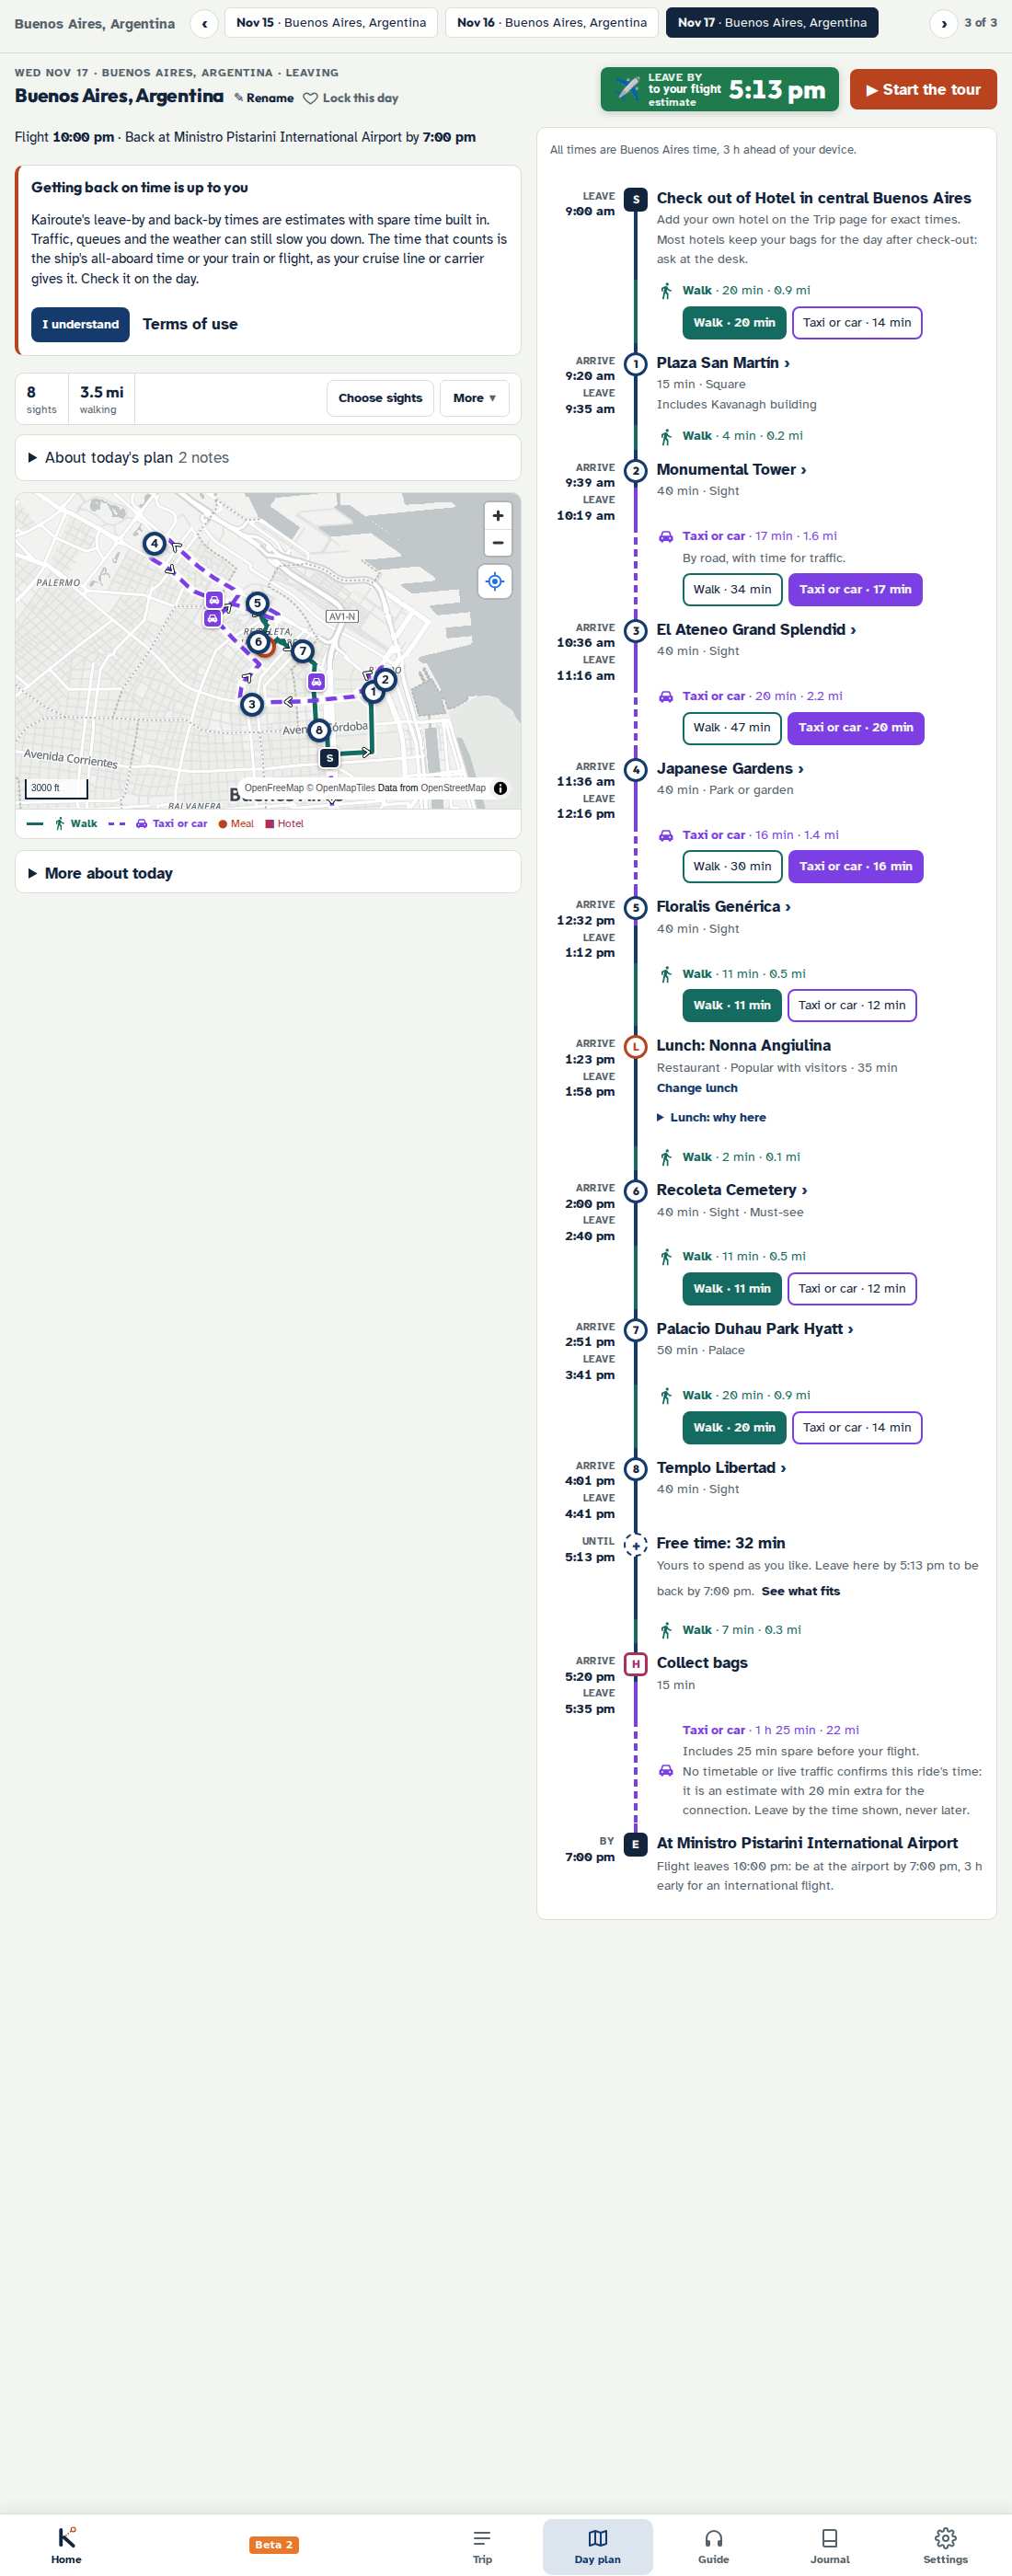 Buenos Aires, Argentina
‹
Nov 15 · Buenos Aires, Argentina
Nov 16 · Buenos Aires, Argentina
Nov 17 · Buenos Aires, Argentina
›
3 of 3
WED NOV 17 · BUENOS AIRES, ARGENTINA · LEAVING
Buenos Aires, Argentina
✎ Rename
Lock this day
LEAVE BY
to your flight
estimate
5:13 pm
▶ Start the tour
Flight 10:00 pm · Back at Ministro Pistarini International Airport by 7:00 pm
Getting back on time is up to you
Kairoute's leave-by and back-by times are estimates with spare time built in.
Traffic, queues and the weather can still slow you down. The time that counts is
the ship's all-aboard time or your train or flight, as your cruise line or carrier
gives it. Check it on the day.
I understand
Terms of use
8
sights
3.5 mi
walking
Choose sights
More ▼
▶ About today's plan 2 notes
PALERMO
AV1-N
Avenida Corrientes
BALVANERA
3000 ft
4
5
6
7
3
1
2
8
S
+
−
OpenFreeMap © OpenMapTiles Data from OpenStreetMap
Walk
Taxi or car
Meal
Hotel
▶ More about today
All times are Buenos Aires time, 3 h ahead of your device.
LEAVE
9:00 am
S
Check out of Hotel in central Buenos Aires
Add your own hotel on the Trip page for exact times.
Most hotels keep your bags for the day after check-out:
ask at the desk.
Walk · 20 min · 0.9 mi
Walk · 20 min
Taxi or car · 14 min
ARRIVE
9:20 am
LEAVE
9:35 am
1
Plaza San Martín ›
15 min · Square
Includes Kavanagh building
Walk · 4 min · 0.2 mi
ARRIVE
9:39 am
LEAVE
10:19 am
2
Monumental Tower ›
40 min · Sight
Taxi or car · 17 min · 1.6 mi
By road, with time for traffic.
Walk · 34 min
Taxi or car · 17 min
ARRIVE
10:36 am
LEAVE
11:16 am
3
El Ateneo Grand Splendid ›
40 min · Sight
Taxi or car · 20 min · 2.2 mi
Walk · 47 min
Taxi or car · 20 min
ARRIVE
11:36 am
LEAVE
12:16 pm
4
Japanese Gardens ›
40 min · Park or garden
Taxi or car · 16 min · 1.4 mi
Walk · 30 min
Taxi or car · 16 min
ARRIVE
12:32 pm
LEAVE
1:12 pm
5
Floralis Genérica ›
40 min · Sight
Walk · 11 min · 0.5 mi
Walk · 11 min
Taxi or car · 12 min
ARRIVE
1:23 pm
LEAVE
1:58 pm
L
Lunch: Nonna Angiulina
Restaurant · Popular with visitors · 35 min
Change lunch
▶ Lunch: why here
Walk · 2 min · 0.1 mi
ARRIVE
2:00 pm
LEAVE
2:40 pm
6
Recoleta Cemetery ›
40 min · Sight · Must-see
Walk · 11 min · 0.5 mi
Walk · 11 min
Taxi or car · 12 min
ARRIVE
2:51 pm
LEAVE
3:41 pm
7
Palacio Duhau Park Hyatt ›
50 min · Palace
Walk · 20 min · 0.9 mi
Walk · 20 min
Taxi or car · 14 min
ARRIVE
4:01 pm
LEAVE
4:41 pm
8
Templo Libertad ›
40 min · Sight
UNTIL
5:13 pm
+
Free time: 32 min
Yours to spend as you like. Leave here by 5:13 pm to be
back by 7:00 pm. See what fits
Walk · 7 min · 0.3 mi
ARRIVE
5:20 pm
LEAVE
5:35 pm
H
Collect bags
15 min
Taxi or car · 1 h 25 min · 22 mi
Includes 25 min spare before your flight.
No timetable or live traffic confirms this ride's time:
it is an estimate with 20 min extra for the
connection. Leave by the time shown, never later.
BY
7:00 pm
E
At Ministro Pistarini International Airport
Flight leaves 10:00 pm: be at the airport by 7:00 pm, 3 h
early for an international flight.
Home
Beta 2
Trip
Day plan
Guide
Journal
Settings